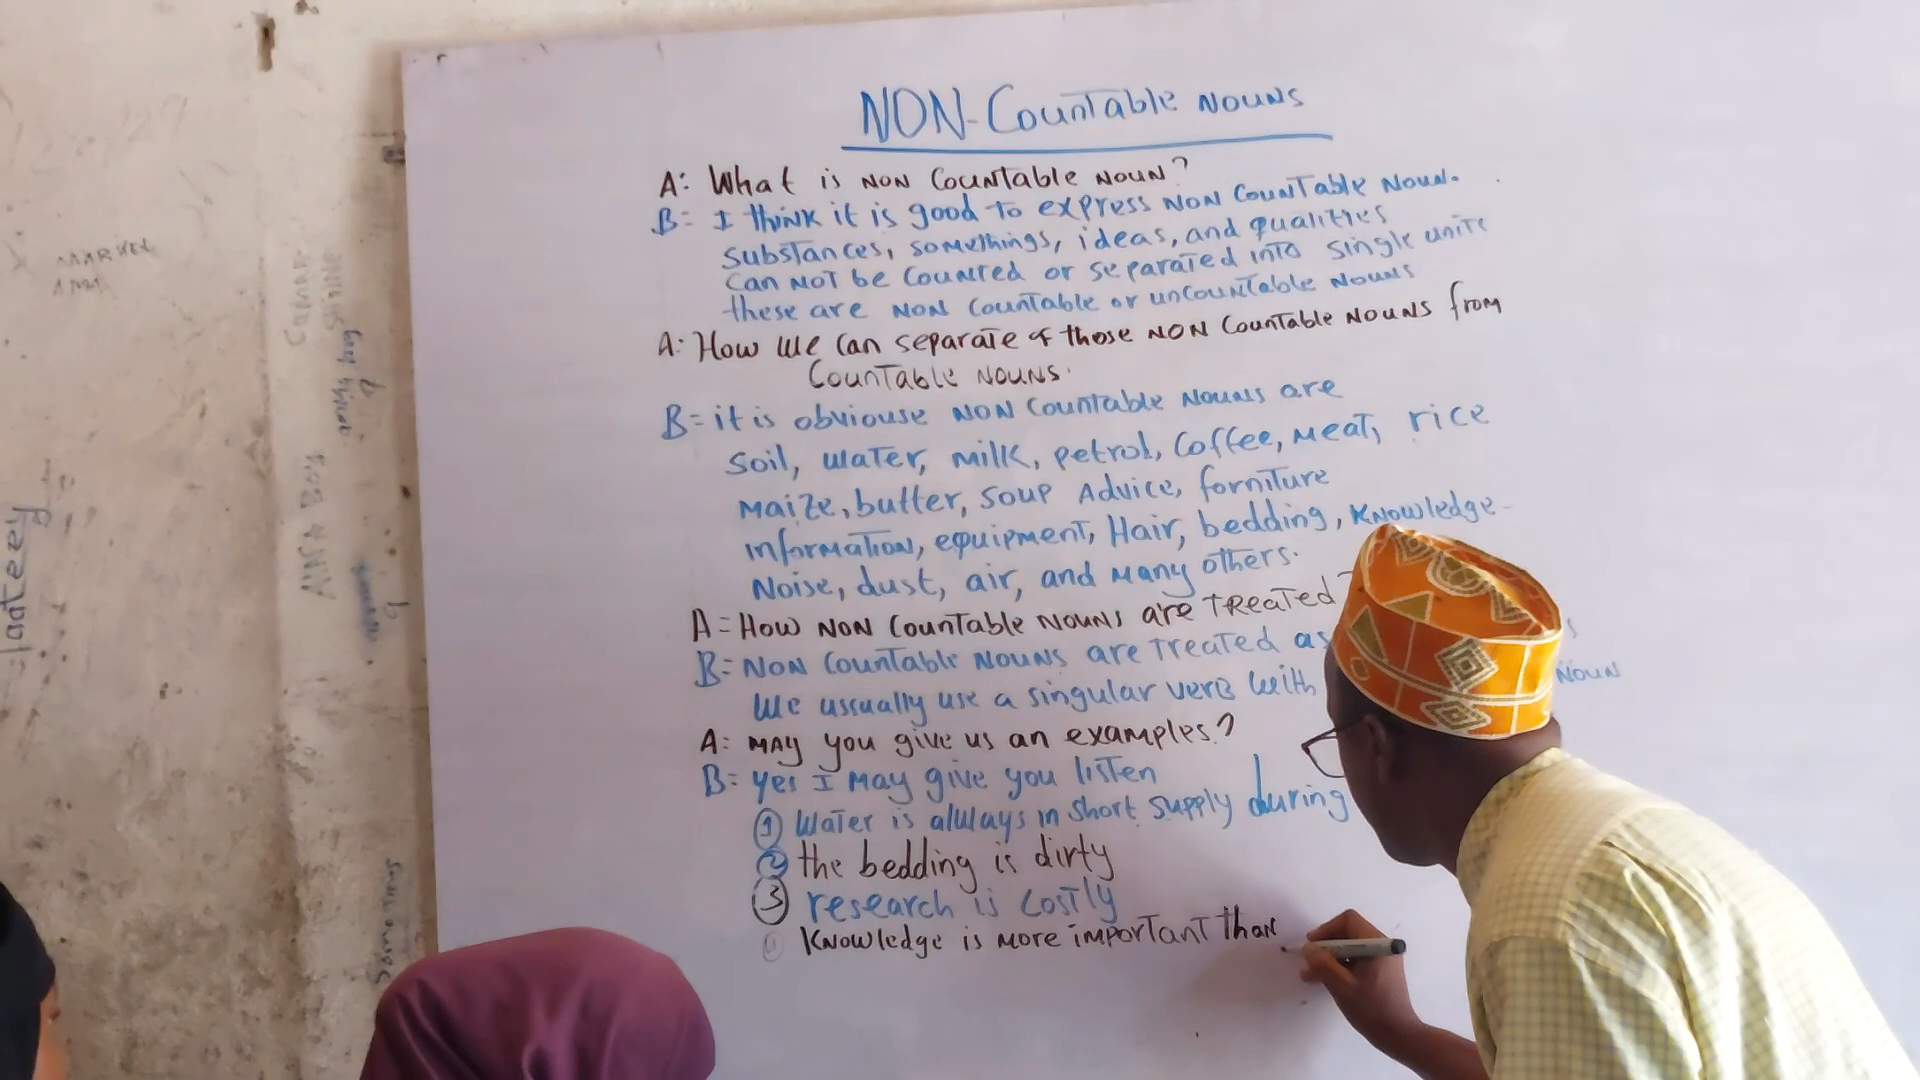 NON-Countable NOUNS
A: What is NON Countable NOUN?
B= I think it is good to express NON Countable NOUN.
substances, somethings, ideas, and qualities
can not be counted or separated into single units
these are NON Countable or uncountable NOUNS
A: How we can separate of those NON Countable NOUNS from
Countable NOUNS.
B= it is obviouse NON Countable Nouns are
soil, water, milk, petrol, coffee, meat, rice
maize, butter, soup Advice, forniture
information, equipment, Hair, bedding, knowledge
Noise, dust, air, and many others.
A= How NON Countable NOUNS are treated?
B= NON Countable NOUNS are treated as
We usually use a singular verb with NOUN
A: may you give us an examples?
B= yes I may give you listen
1 Water is always in short supply during
2 the bedding is dirty
3 research is costly
Knowledge is more important than
MARWEN
lateey